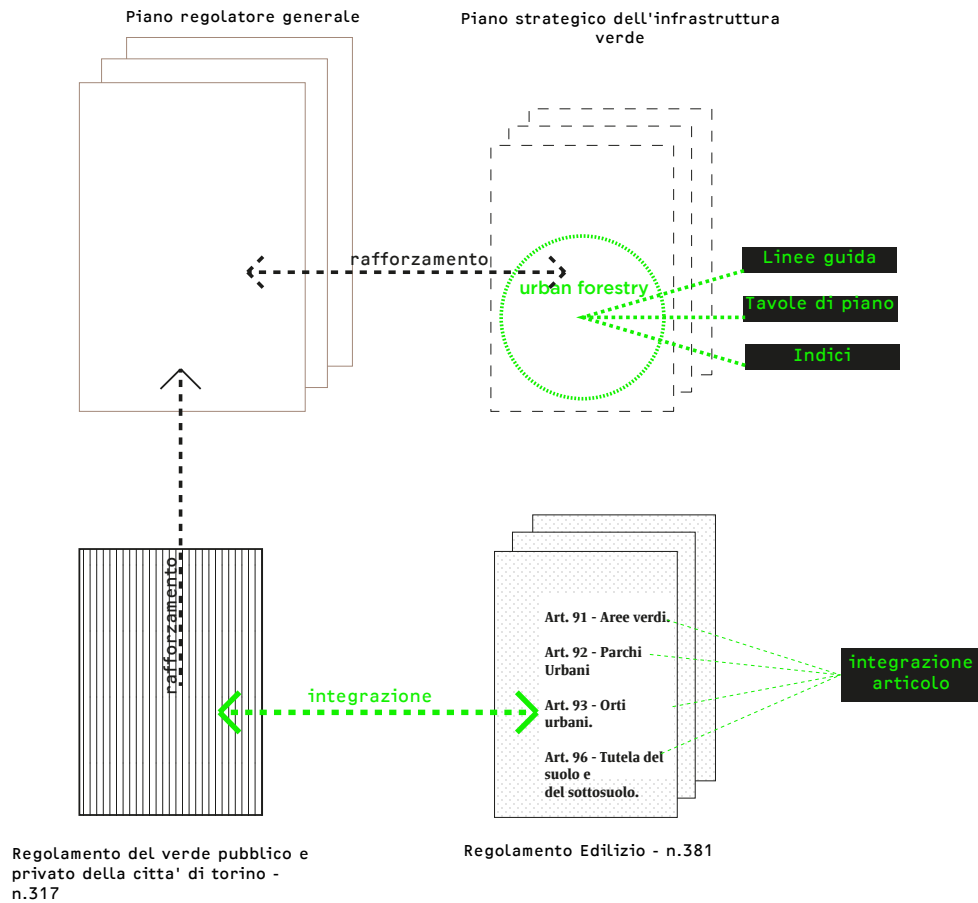 Piano regolatore generale
Piano strategico dell'infrastruttura
verde
rafforzamento
urban forestry
Linee guida
Tavole di piano
Indici
rafforzamento
integrazione
Art. 91 - Aree verdi.
Art. 92 - Parchi
Urbani
Art. 93 - Orti
urbani.
Art. 96 - Tutela del
suolo e
del sottosuolo.
integrazione
articolo
Regolamento del verde pubblico e
privato della citta' di torino -
n.317
Regolamento Edilizio - n.381